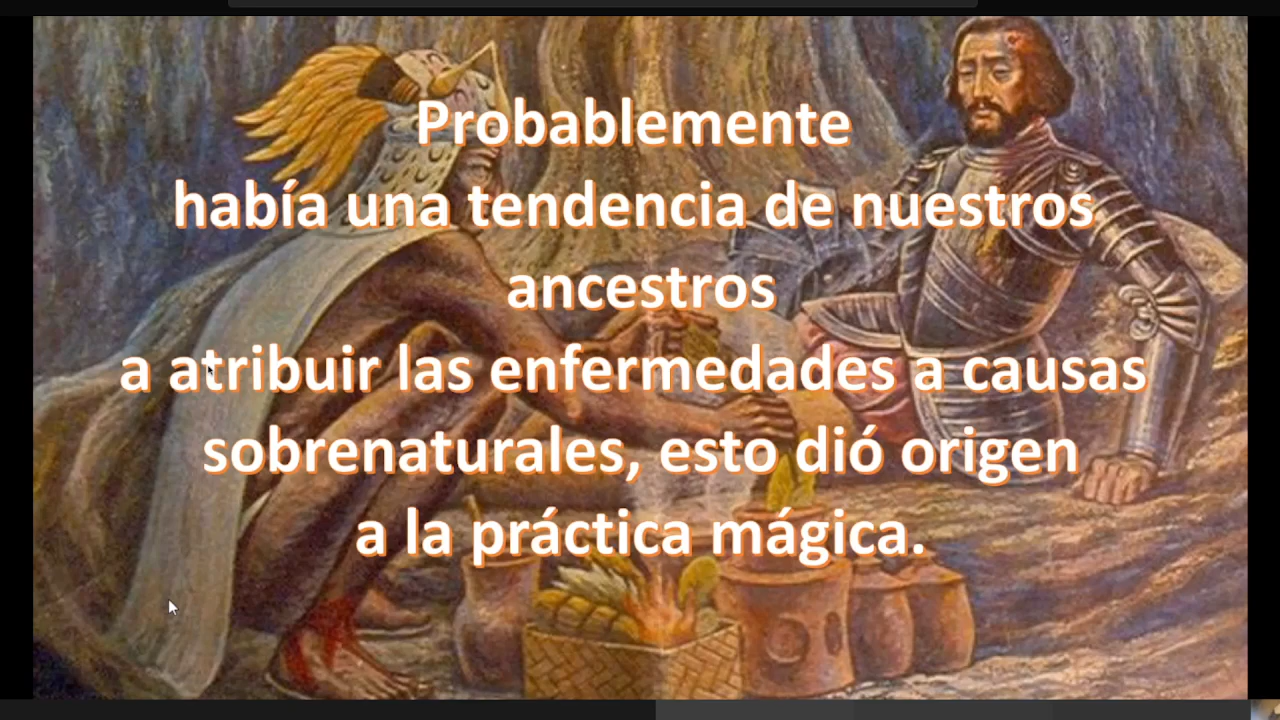 Probablemente
había una tendencia de nuestros
ancestros
a atribuir las enfermedades a causas
sobrenaturales, esto dió origen
a la práctica mágica.